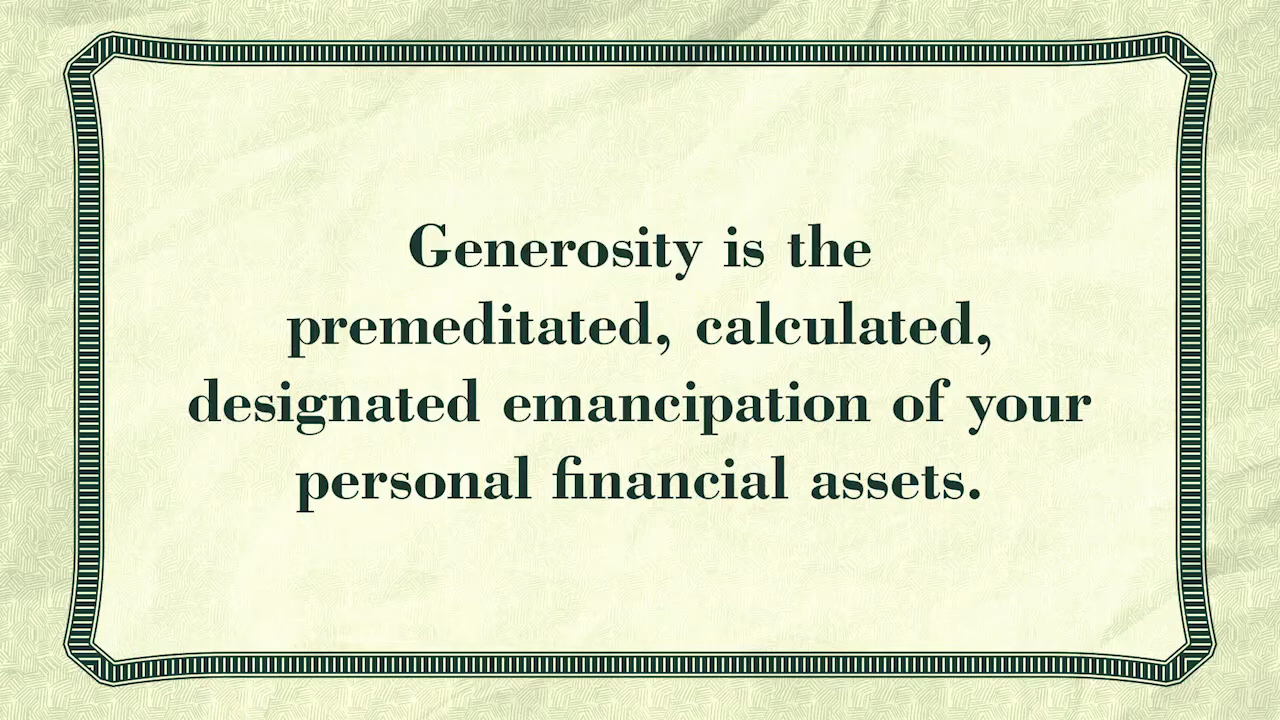 Generosity is the
premeditated, calculated,
designated emancipation of your
personal financial assets.